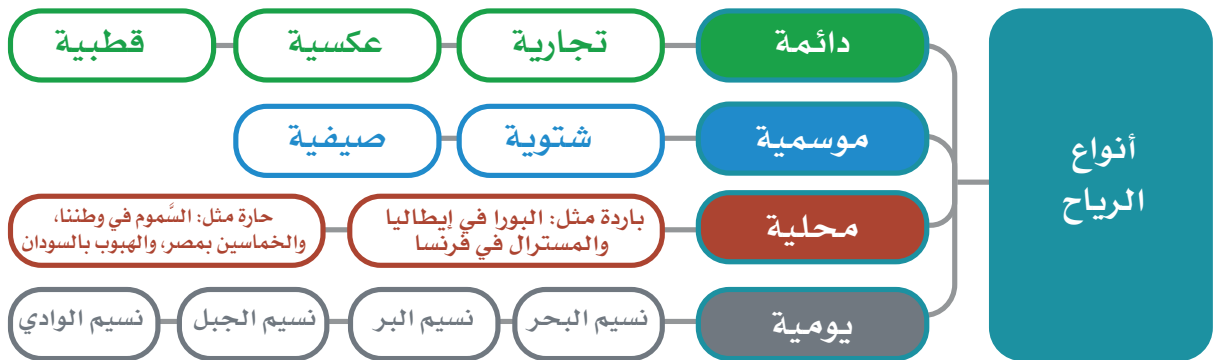 أنواع
الرياح
دائمة
تجارية
عكسية
قطبية
موسمية
شتوية
صيفية
محلية
باردة مثل: البورا في إيطاليا
والمسترال في فرنسا
حارة مثل: السَّموم في وطننا،
والخماسين بمصر، والهبوب بالسودان
يومية
نسيم البحر
نسيم البر
نسيم الجبل
نسيم الوادي